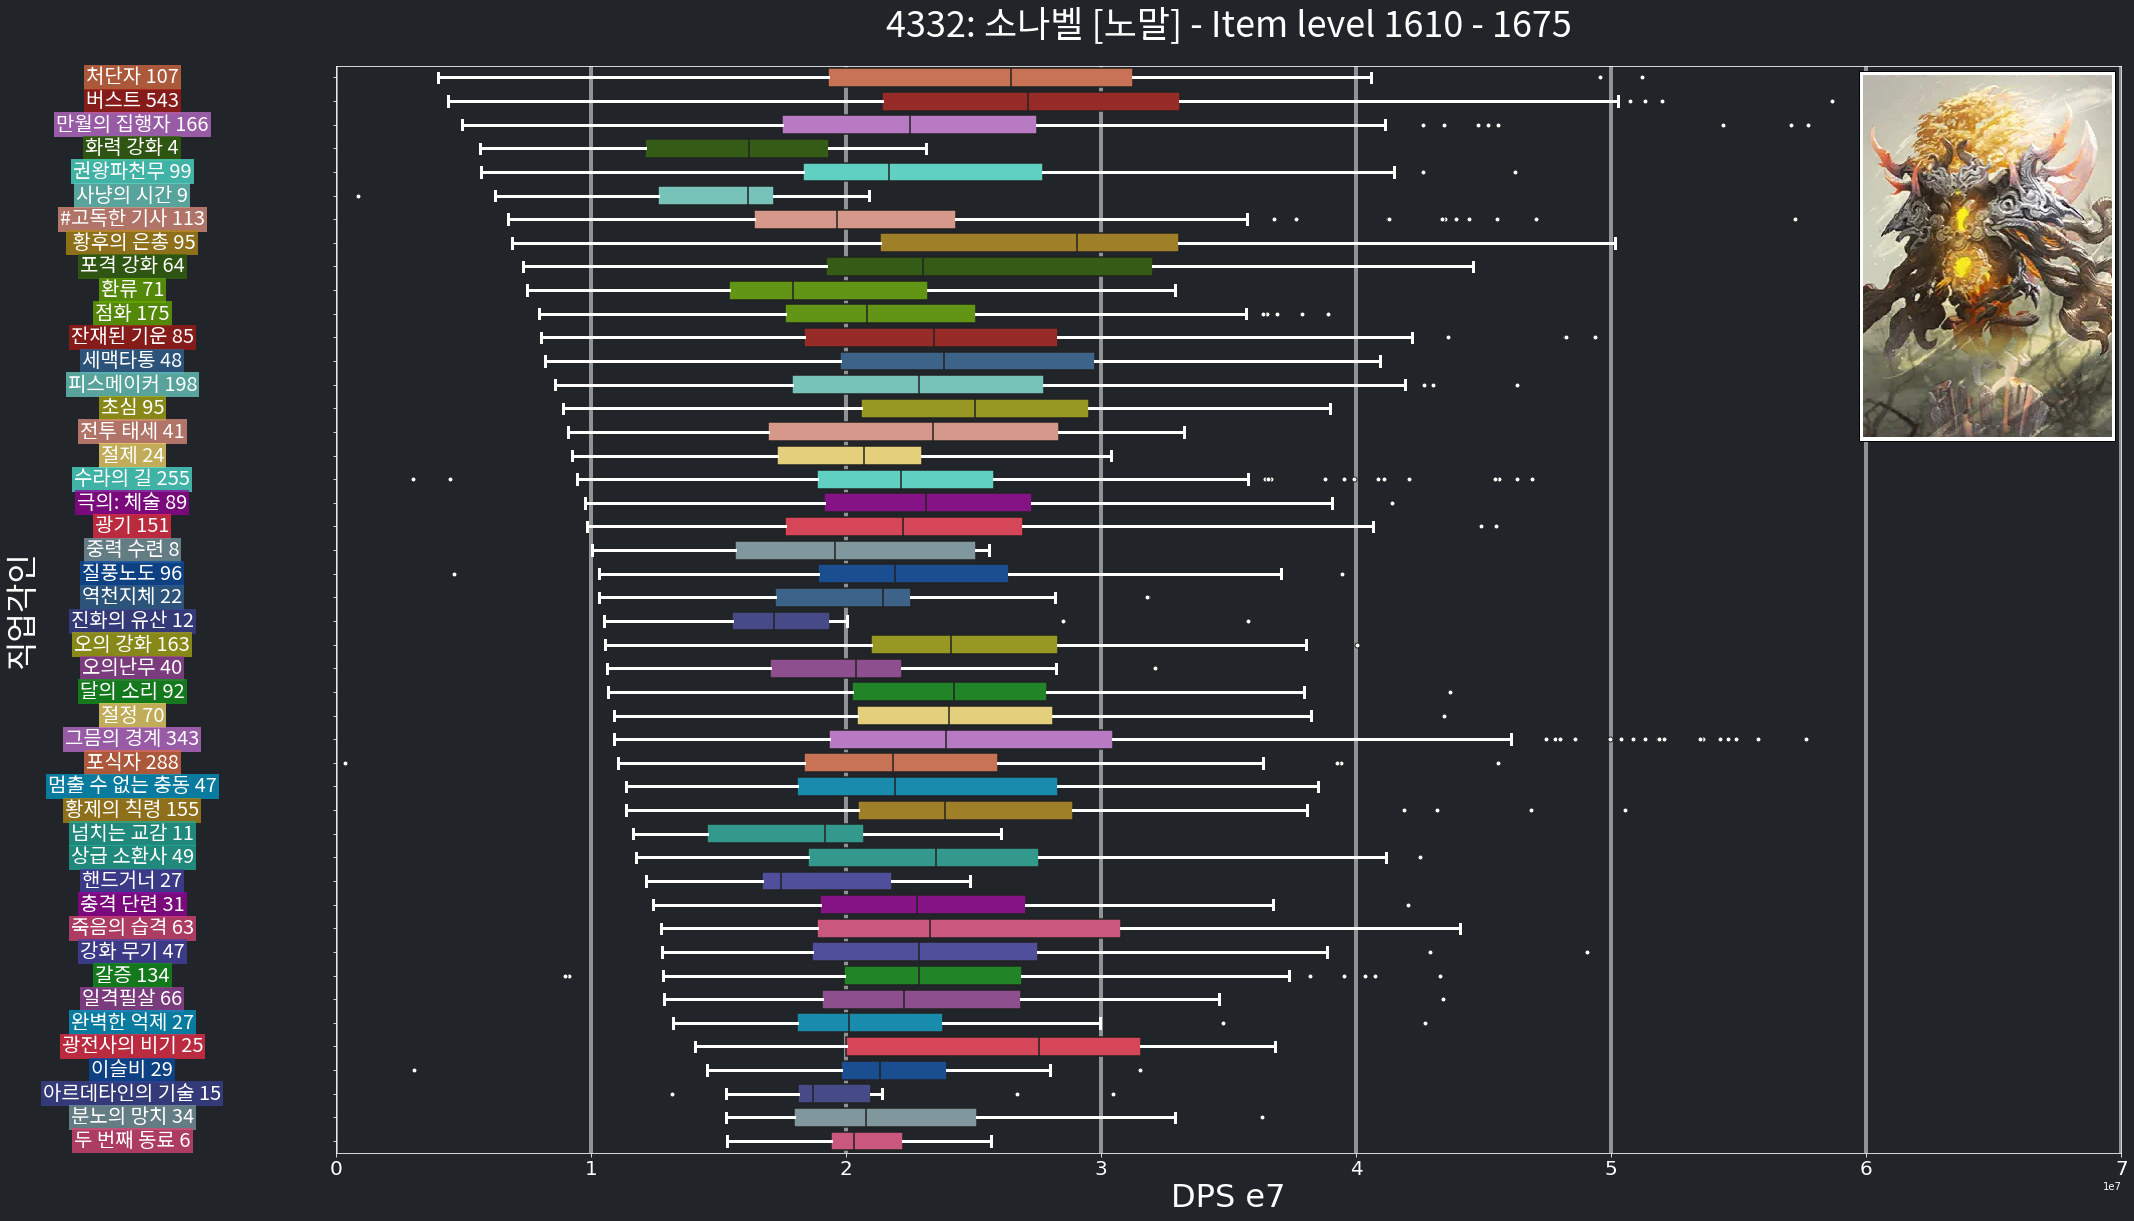 4332: 소나벨 [노말] - Item level 1610 - 1675
직업각인
처단자 107
버스트 543
만월의 집행자 166
화력 강화 4
권왕파천무 99
사냥의 시간 9
#고독한 기사 113
황후의 은총 95
포격 강화 64
환류 71
점화 175
잔재된 기운 85
세맥타통 48
피스메이커 198
초심 95
전투 태세 41
절제 24
수라의 길 255
극의: 체술 89
광기 151
중력 수련 8
질풍노도 96
역천지체 22
진화의 유산 12
오의 강화 163
오의난무 40
달의 소리 92
절정 70
그믐의 경계 343
포식자 288
멈출 수 없는 충동 47
황제의 칙령 155
넘치는 교감 11
상급 소환사 49
핸드거너 27
충격 단련 31
죽음의 습격 63
강화 무기 47
갈증 134
일격필살 66
완벽한 억제 27
광전사의 비기 25
이슬비 29
아르데타인의 기술 15
분노의 망치 34
두 번째 동료 6
0 1 2 3 4 5 6 7
1e7
DPS e7